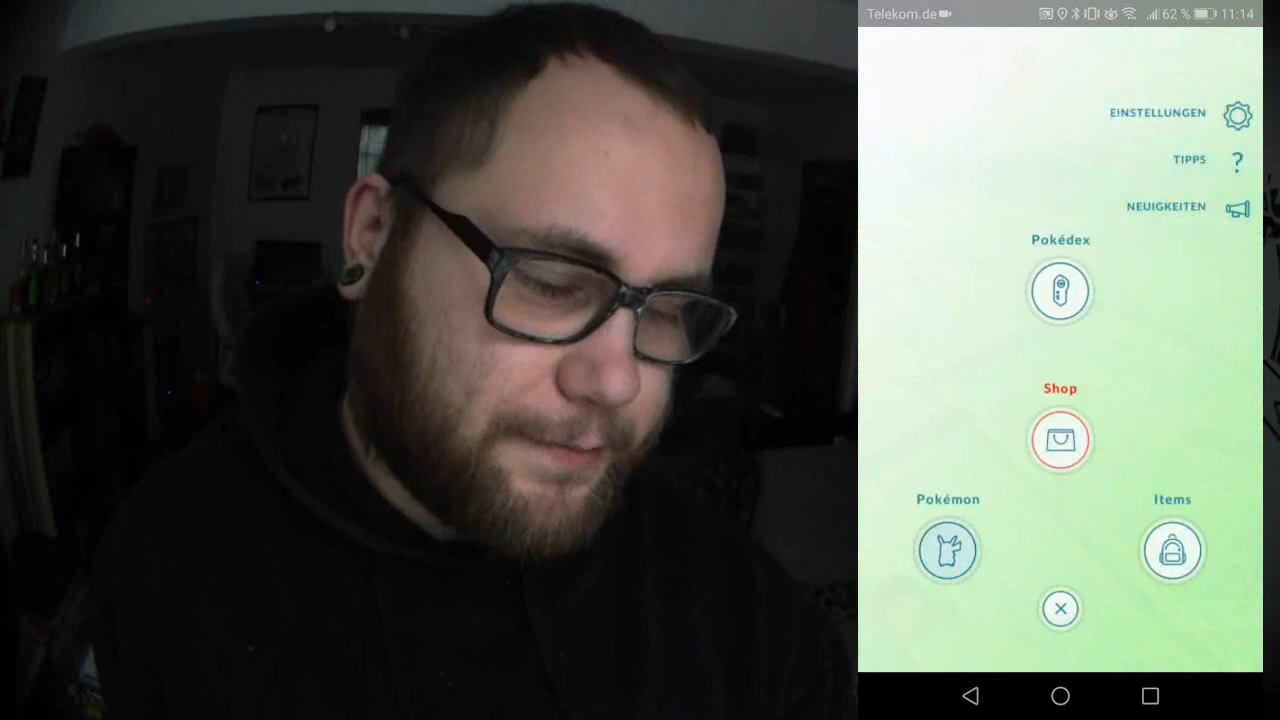 Telekom.de 62 % 11:14
EINSTELLUNGEN
TIPPS
?
NEUIGKEITEN
Pokédex
Shop
Pokémon
Items